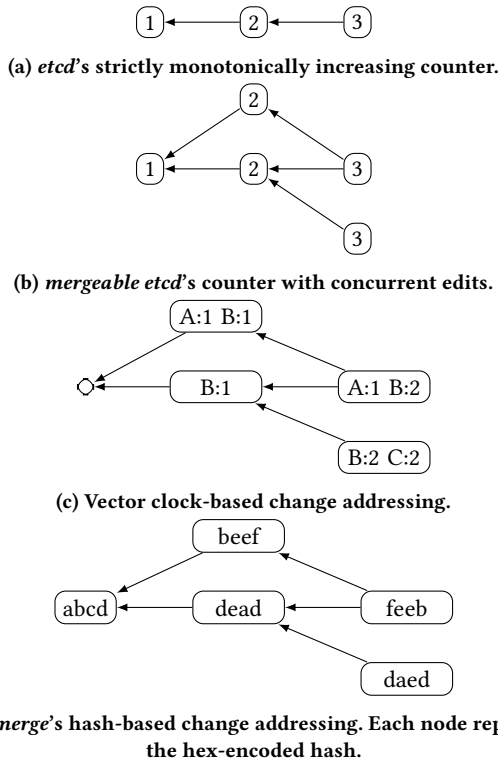 1 2 3
(a) etcd's strictly monotonically increasing counter.
2
1 2 3
3
(b) mergeable etcd's counter with concurrent edits.
A:1 B:1
B:1 A:1 B:2
B:2 C:2
(c) Vector clock-based change addressing.
beef
abcd dead feeb
daed
's hash-based change addressing. Each node
the hex-encoded hash.